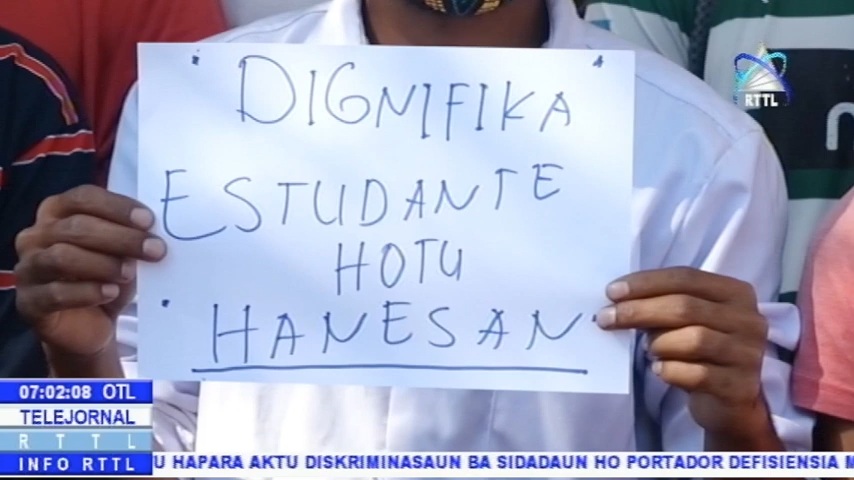 DIGNIFIKA
ESTUDANTE
HOTU
HANESAN
RTTL
07:02:08 OTL
TELEJORNAL
RTTL
INFO RTTL
HAPARA AKTU DISKRIMINASAUN BA SIDADAUN HO PORTADOR DEFISIENSIA